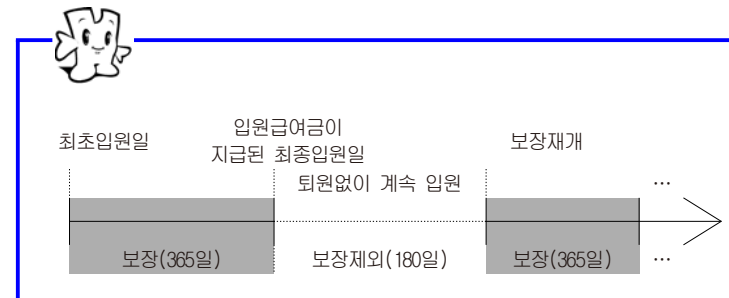 최초입원일
입원급여금이
지급된 최종입원일
보장재개
퇴원없이 계속 입원
…
보장(365일)
보장제외(180일)
보장(365일)
…